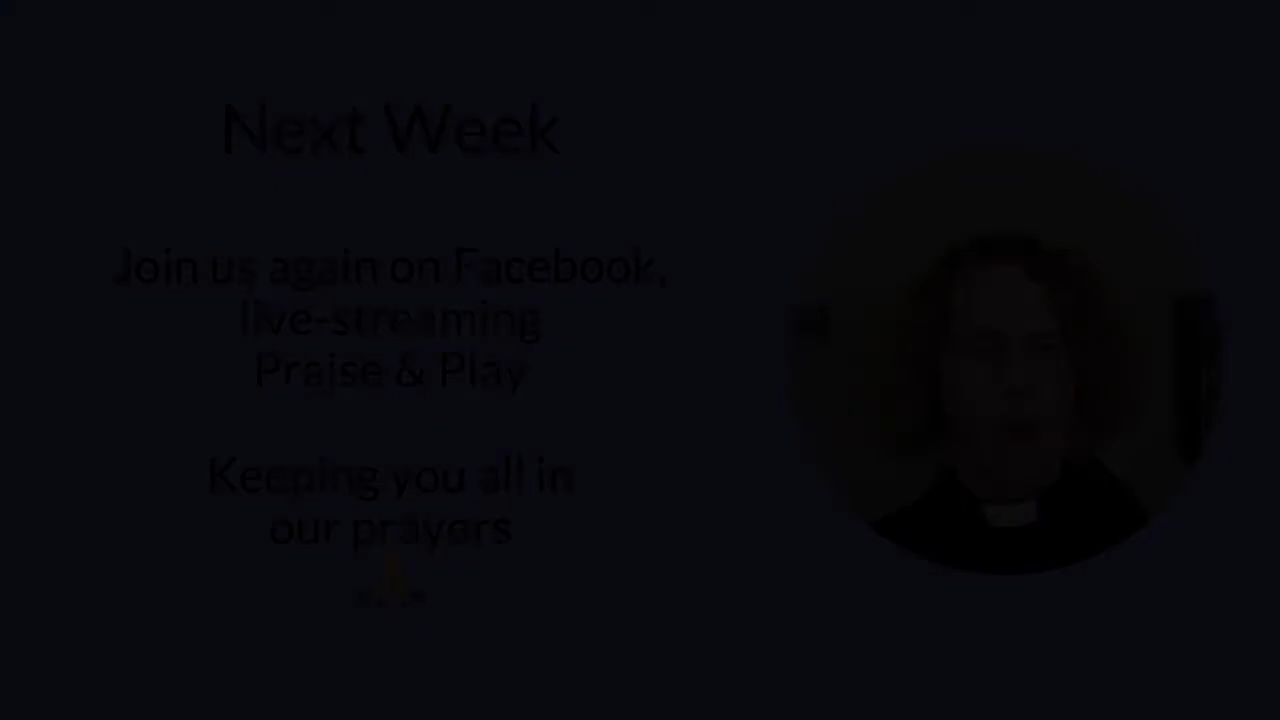 Next Week
Join us again on Facebook,
live-streaming
Praise & Play
Keeping you all in
our prayers